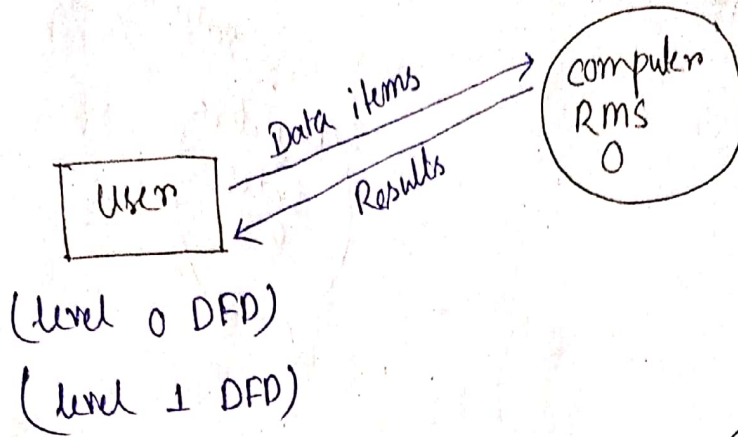 computer
RMS
0
Data items
Results
user
(level 0 DFD)
(level 1 DFD)